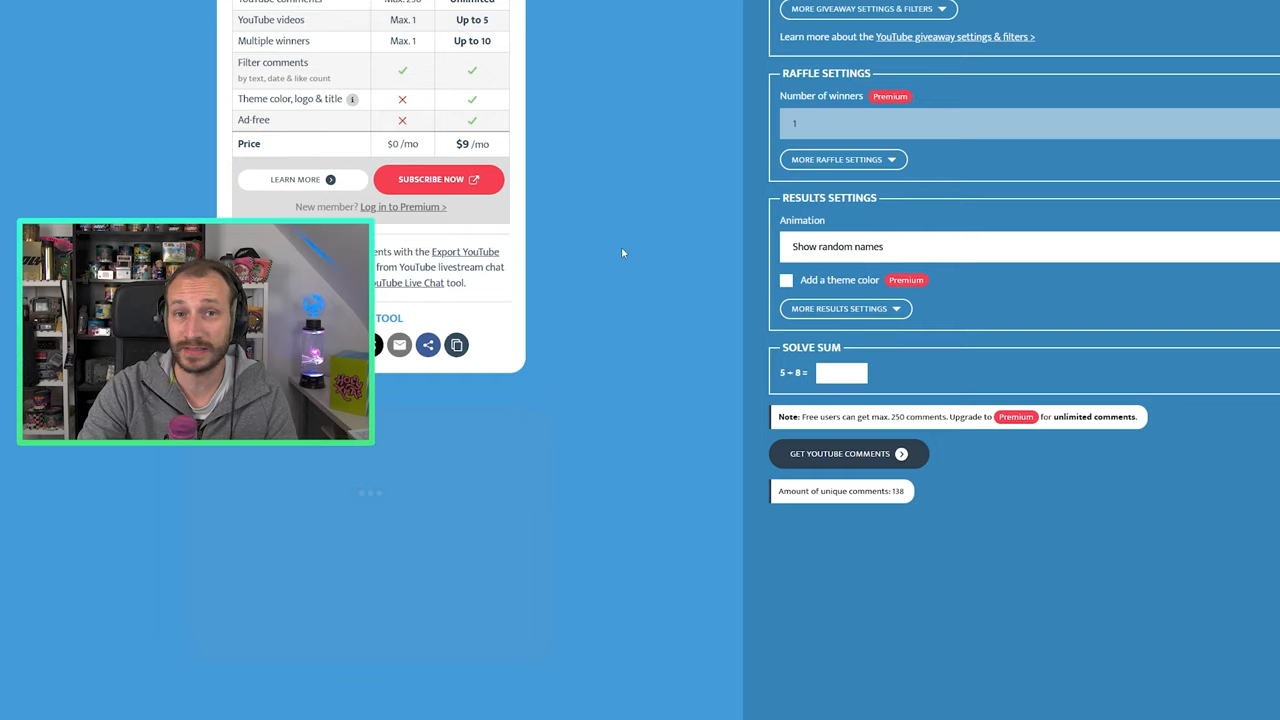 YouTube comments Max. 250 Unlimited
YouTube videos Max. 1 Up to 5
Multiple winners Max. 1 Up to 10
Filter comments
by text, date & like count
Theme color, logo & title i
Ad-free
Price $0 /mo $9 /mo
LEARN MORE SUBSCRIBE NOW
New member? Log in to Premium >
ents with the Export YouTube
from YouTube livestream chat
uTube Live Chat tool.
TOOL
MORE GIVEAWAY SETTINGS & FILTERS
Learn more about the YouTube giveaway settings & filters >
RAFFLE SETTINGS
Number of winners Premium
1
MORE RAFFLE SETTINGS
RESULTS SETTINGS
Animation
Show random names
Add a theme color Premium
MORE RESULTS SETTINGS
SOLVE SUM
5 + 8 =
Note: Free users can get max. 250 comments. Upgrade to Premium for unlimited comments.
GET YOUTUBE COMMENTS
Amount of unique comments: 138